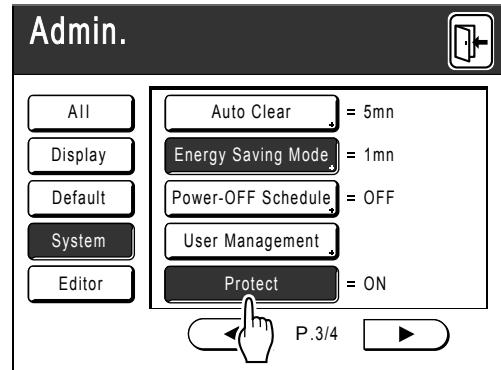 Admin.
All
Display
Default
System
Editor
Auto Clear = 5mn
Energy Saving Mode = 1mn
Power-OFF Schedule = OFF
User Management
Protect = ON
P.3/4